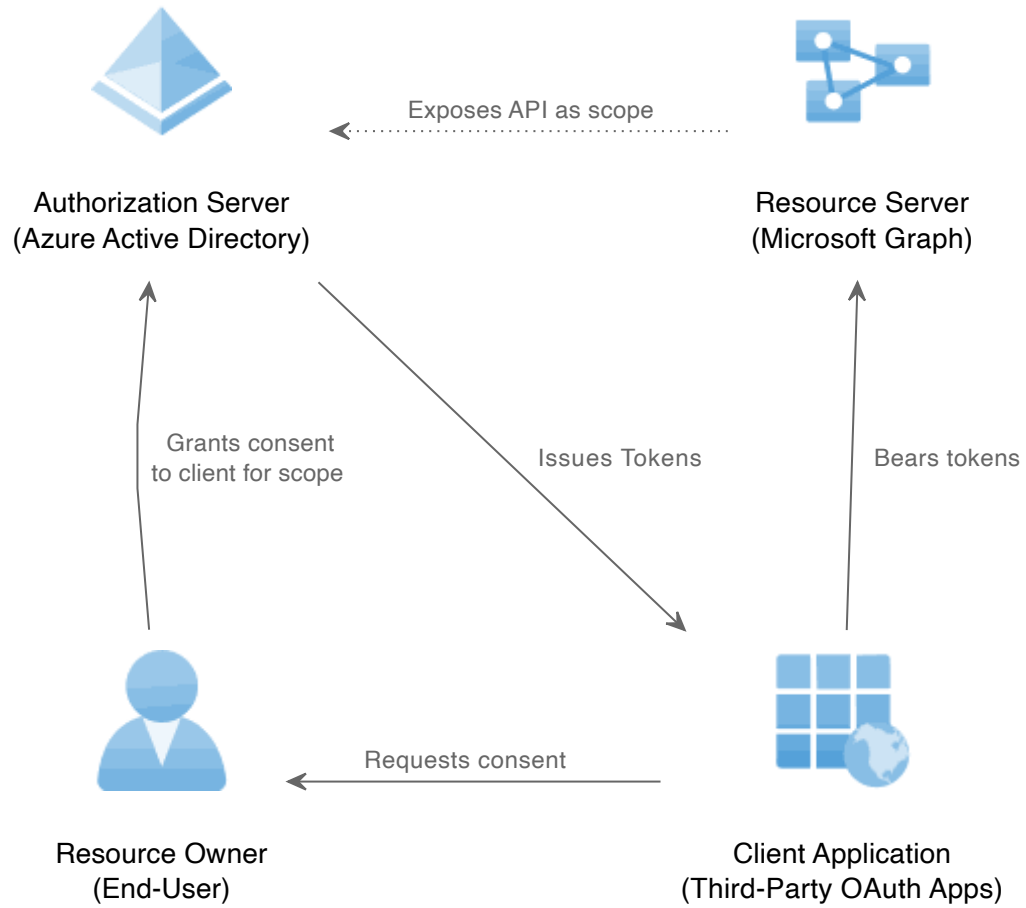 Exposes API as scope
Authorization Server
(Azure Active Directory)
Resource Server
(Microsoft Graph)
Grants consent
to client for scope
Issues Tokens
Bears tokens
Requests consent
Resource Owner
(End-User)
Client Application
(Third-Party OAuth Apps)